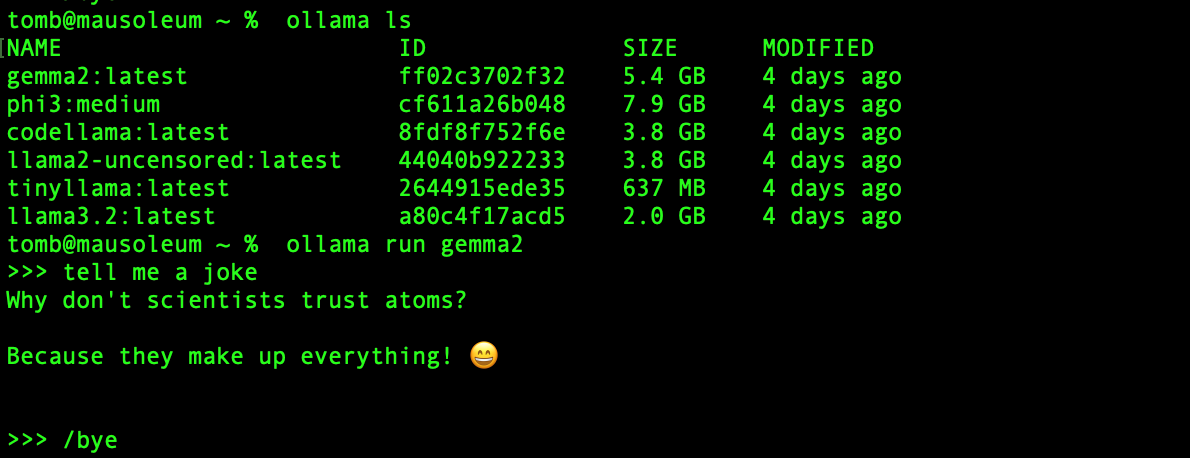 tomb@mausoleum ~ %  ollama ls
NAME                        ID              SIZE      MODIFIED
gemma2:latest               ff02c3702f32    5.4 GB    4 days ago
phi3:medium                 cf611a26b048    7.9 GB    4 days ago
codellama:latest            8fdf8f752f6e    3.8 GB    4 days ago
llama2-uncensored:latest    44040b922233    3.8 GB    4 days ago
tinyllama:latest            2644915ede35    637 MB    4 days ago
llama3.2:latest             a80c4f17acd5    2.0 GB    4 days ago
tomb@mausoleum ~ %  ollama run gemma2
>>> tell me a joke
Why don't scientists trust atoms?
Because they make up everything! 😄
>>> /bye